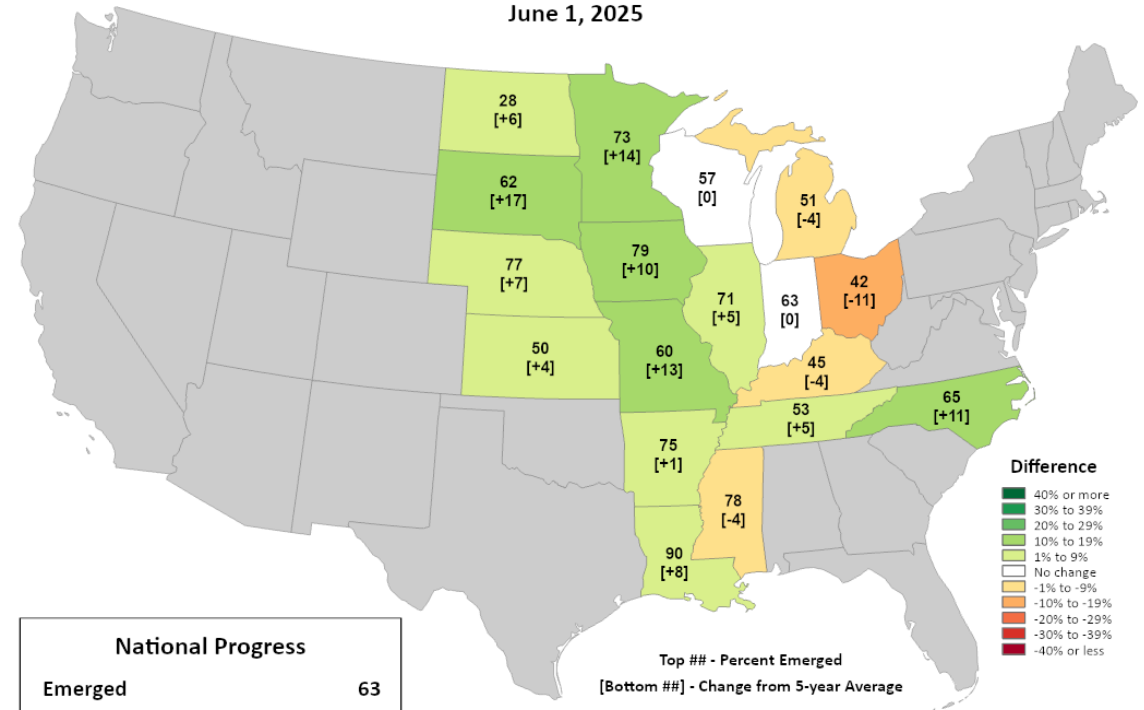 June 1, 2025
28
[+6]
73
[+14]
62
[+17]
57
[0]
51
[-4]
77
[+7]
79
[+10]
71
[+5]
63
[0]
42
[-11]
50
[+4]
60
[+13]
45
[-4]
65
[+11]
53
[+5]
75
[+1]
78
[-4]
90
[+8]
Difference
40% or more
30% to 39%
20% to 29%
10% to 19%
1% to 9%
No change
-1% to -9%
-10% to -19%
-20% to -29%
-30% to -39%
-40% or less
National Progress
Emerged 63
Top ## - Percent Emerged
[Bottom ##] - Change from 5-year Average